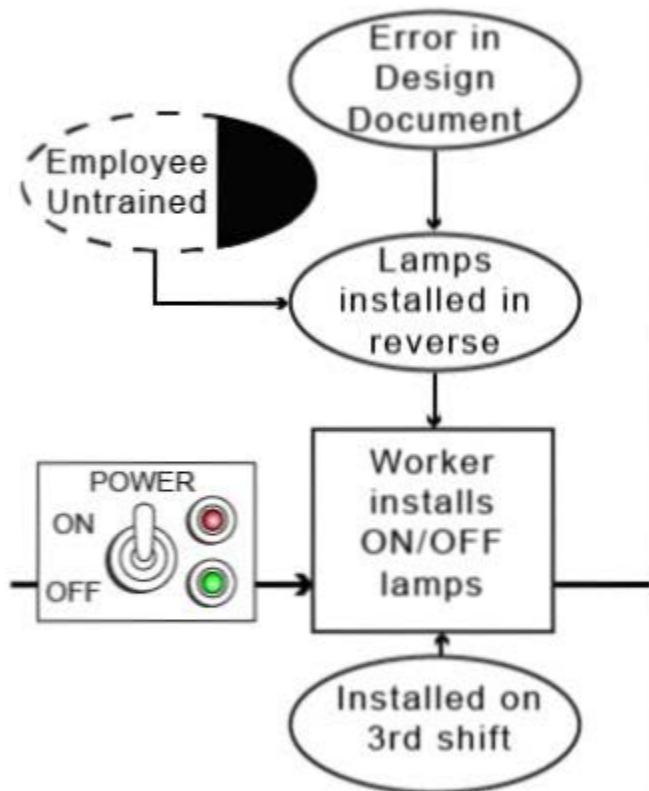 Error in
Design
Document
Employee
Untrained
Lamps
installed in
reverse
POWER
ON
OFF
Worker
installs
ON/OFF
lamps
Installed on
3rd shift